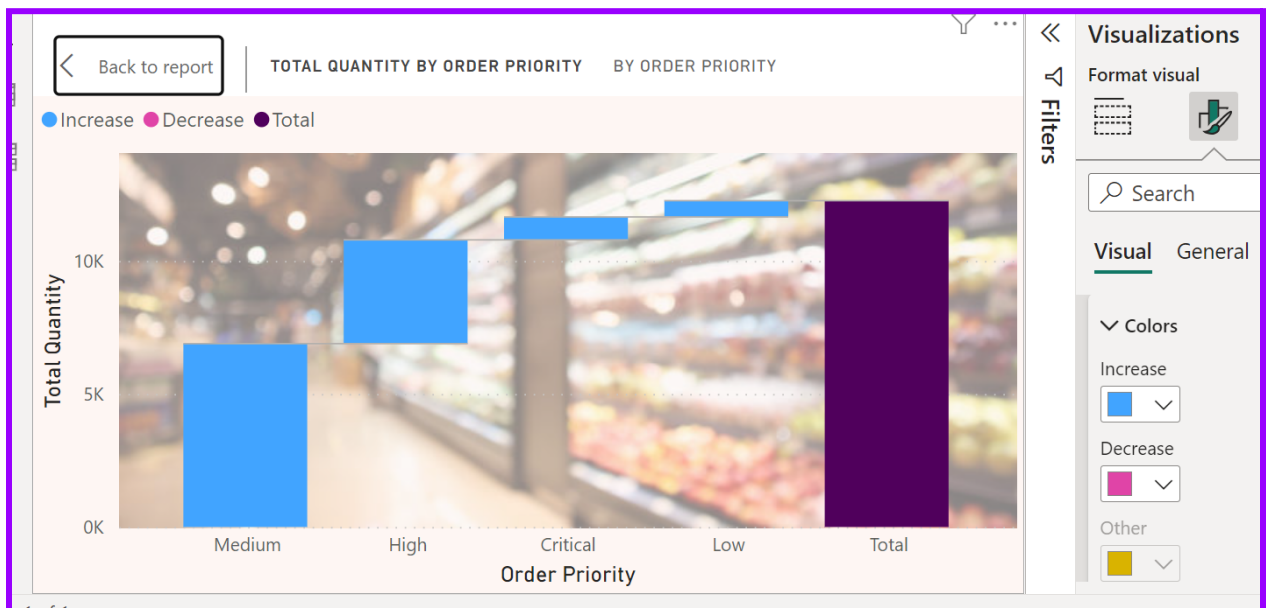 Back to report
TOTAL QUANTITY BY ORDER PRIORITY
BY ORDER PRIORITY
Increase Decrease Total
Total Quantity
10K
5K
0K
Medium High Critical Low Total
Order Priority
Filters
Visualizations
Format visual
Search
Visual General
Colors
Increase
Decrease
Other